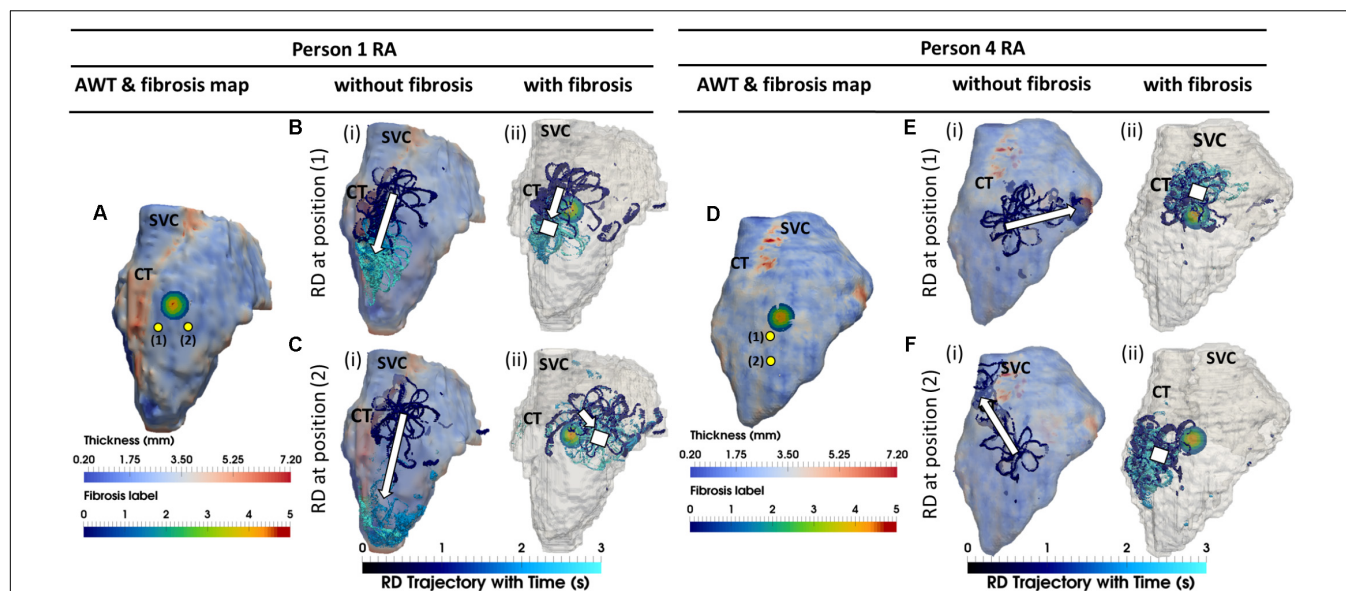 Person 1 RA
Person 4 RA
AWT & fibrosis map
without fibrosis
with fibrosis
AWT & fibrosis map
without fibrosis
with fibrosis
A
SVC
CT
(1)
(2)
Thickness (mm)
0.20 1.75 3.50 5.25 7.20
Fibrosis label
0 1 2 3 4 5
B
RD at position (1)
(i)
SVC
CT
(ii)
SVC
CT
C
RD at position (2)
(i)
SVC
CT
(ii)
SVC
CT
0 1 2 3
RD Trajectory with Time (s)
D
SVC
CT
(1)
(2)
Thickness (mm)
0.20 1.75 3.50 5.25 7.20
Fibrosis label
0 1 2 3 4 5
E
RD at position (1)
(i)
SVC
CT
(ii)
SVC
CT
F
RD at position (2)
(i)
SVC
CT
(ii)
SVC
CT
0 1 2 3
RD Trajectory with Time (s)